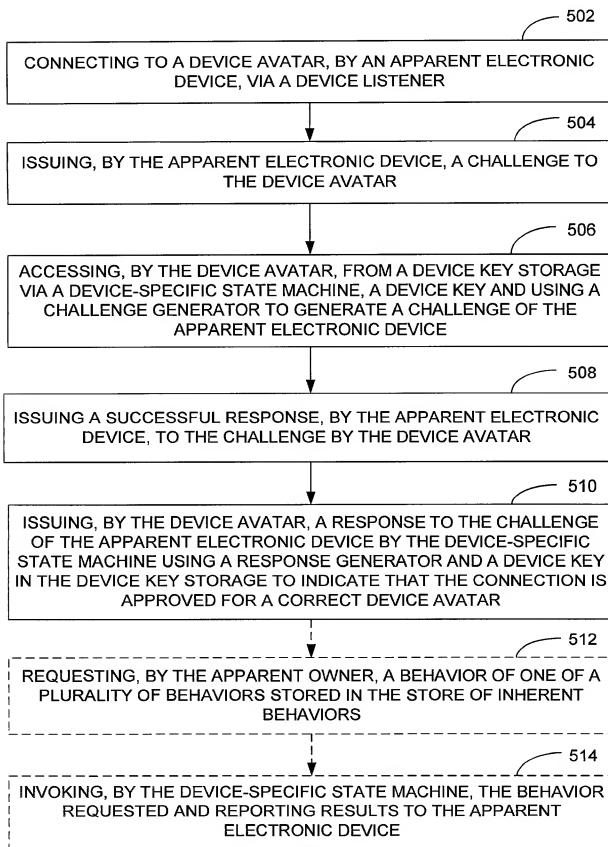 502
CONNECTING TO A DEVICE AVATAR, BY AN APPARENT ELECTRONIC
DEVICE, VIA A DEVICE LISTENER
504
ISSUING, BY THE APPARENT ELECTRONIC DEVICE, A CHALLENGE TO
THE DEVICE AVATAR
506
ACCESSING, BY THE DEVICE AVATAR, FROM A DEVICE KEY STORAGE
VIA A DEVICE-SPECIFIC STATE MACHINE, A DEVICE KEY AND USING
A CHALLENGE GENERATOR TO GENERATE A CHALLENGE OF THE
APPARENT ELECTRONIC DEVICE
508
ISSUING A SUCCESSFUL RESPONSE, BY THE APPARENT ELECTRONIC
DEVICE, TO THE CHALLENGE BY THE DEVICE AVATAR
510
ISSUING, BY THE DEVICE AVATAR, A RESPONSE TO THE CHALLENGE
OF THE APPARENT ELECTRONIC DEVICE BY THE DEVICE-SPECIFIC
STATE MACHINE USING A RESPONSE GENERATOR AND A DEVICE KEY
IN THE DEVICE KEY STORAGE TO INDICATE THAT THE CONNECTION IS
APPROVED FOR A CORRECT DEVICE AVATAR
512
REQUESTING, BY THE APPARENT OWNER, A BEHAVIOR OF ONE OF A
PLURALITY OF BEHAVIORS STORED IN THE STORE OF INHERENT
BEHAVIORS
514
INVOKING, BY THE DEVICE-SPECIFIC STATE MACHINE, THE BEHAVIOR
REQUESTED AND REPORTING RESULTS TO THE APPARENT
ELECTRONIC DEVICE